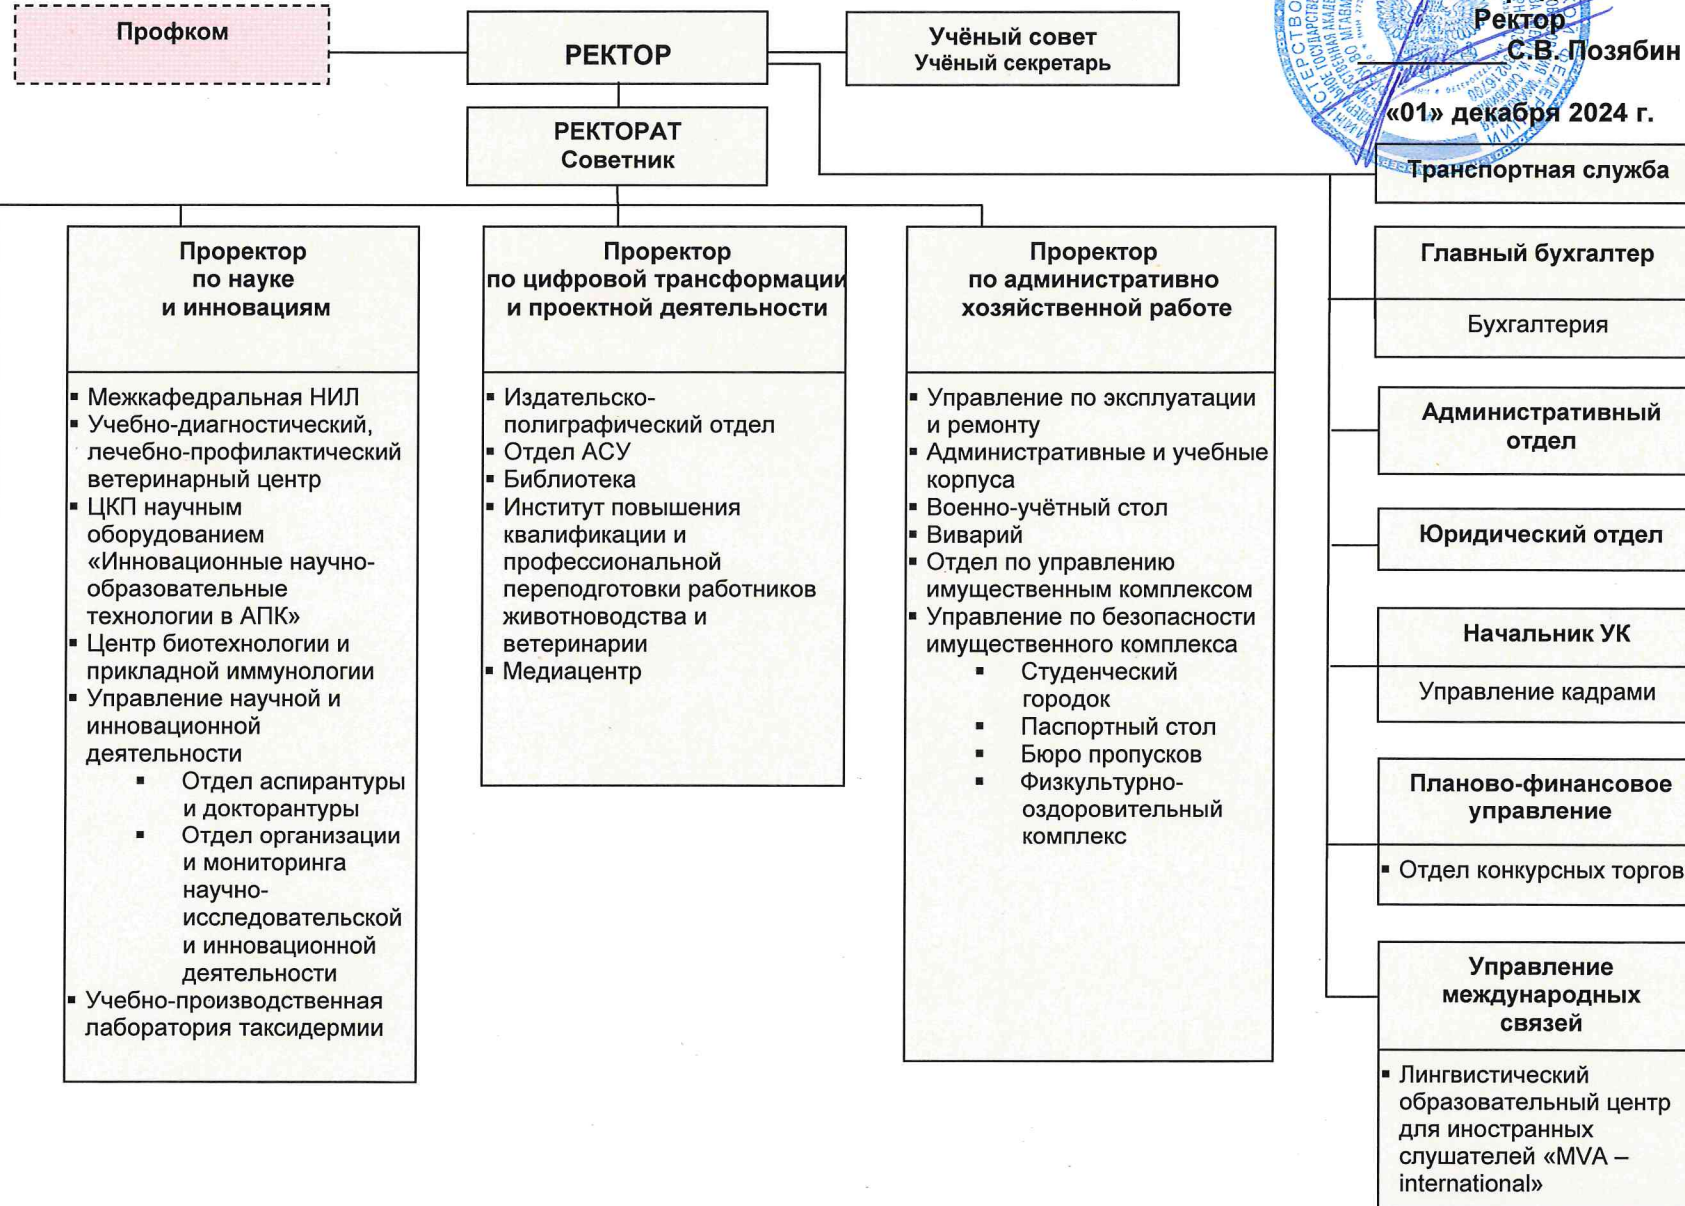 Профком
РЕКТОР
Учёный совет
Учёный секретарь
Ректор
С.В. Позябин
«01» декабря 2024 г.
РЕКТОРАТ
Советник
Транспортная служба
Проректор
по науке
и инновациям
▪ Межкафедральная НИЛ
▪ Учебно-диагностический,
лечебно-профилактический
ветеринарный центр
▪ ЦКП научным
оборудованием
«Инновационные научно-
образовательные
технологии в АПК»
▪ Центр биотехнологии и
прикладной иммунологии
▪ Управление научной и
инновационной
деятельности
▪ Отдел аспирантуры
и докторантуры
▪ Отдел организации
и мониторинга
научно-
исследовательской
и инновационной
деятельности
▪ Учебно-производственная
лаборатория таксидермии
Проректор
по цифровой трансформации
и проектной деятельности
▪ Издательско-
полиграфический отдел
▪ Отдел АСУ
▪ Библиотека
▪ Институт повышения
квалификации и
профессиональной
переподготовки работников
животноводства и
ветеринарии
▪ Медиацентр
Проректор
по административно
хозяйственной работе
▪ Управление по эксплуатации
и ремонту
▪ Административные и учебные
корпуса
▪ Военно-учётный стол
▪ Виварий
▪ Отдел по управлению
имущественным комплексом
▪ Управление по безопасности
имущественного комплекса
▪ Студенческий
городок
▪ Паспортный стол
▪ Бюро пропусков
▪ Физкультурно-
оздоровительный
комплекс
Главный бухгалтер
Бухгалтерия
Административный
отдел
Юридический отдел
Начальник УК
Управление кадрами
Планово-финансовое
управление
▪ Отдел конкурсных торгов
Управление
международных
связей
▪ Лингвистический
образовательный центр
для иностранных
слушателей «MVA –
international»